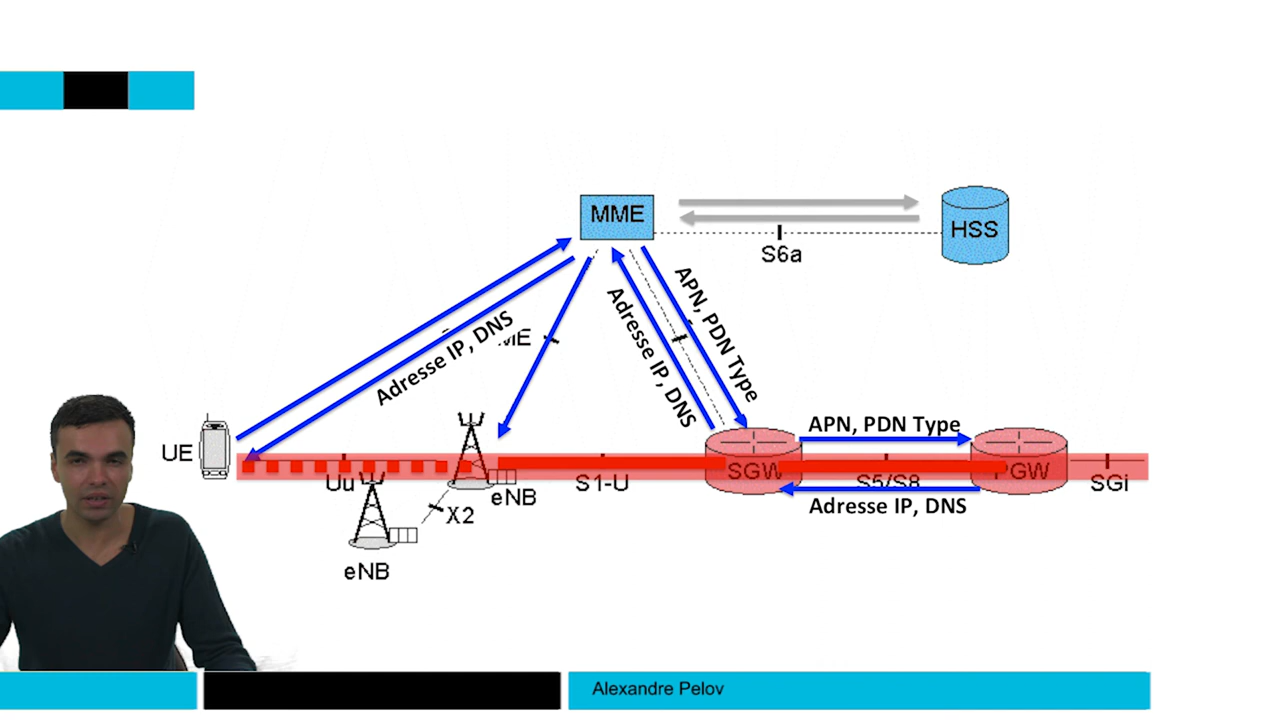 MME
HSS
S6a
APN, PDN Type
Adresse IP, DNS
Adresse IP, DNS
ME
UE
APN, PDN Type
SGW
PGW
Uu
eNB
S1-U
S5/S8
SGi
Adresse IP, DNS
X2
eNB
Alexandre Pelov